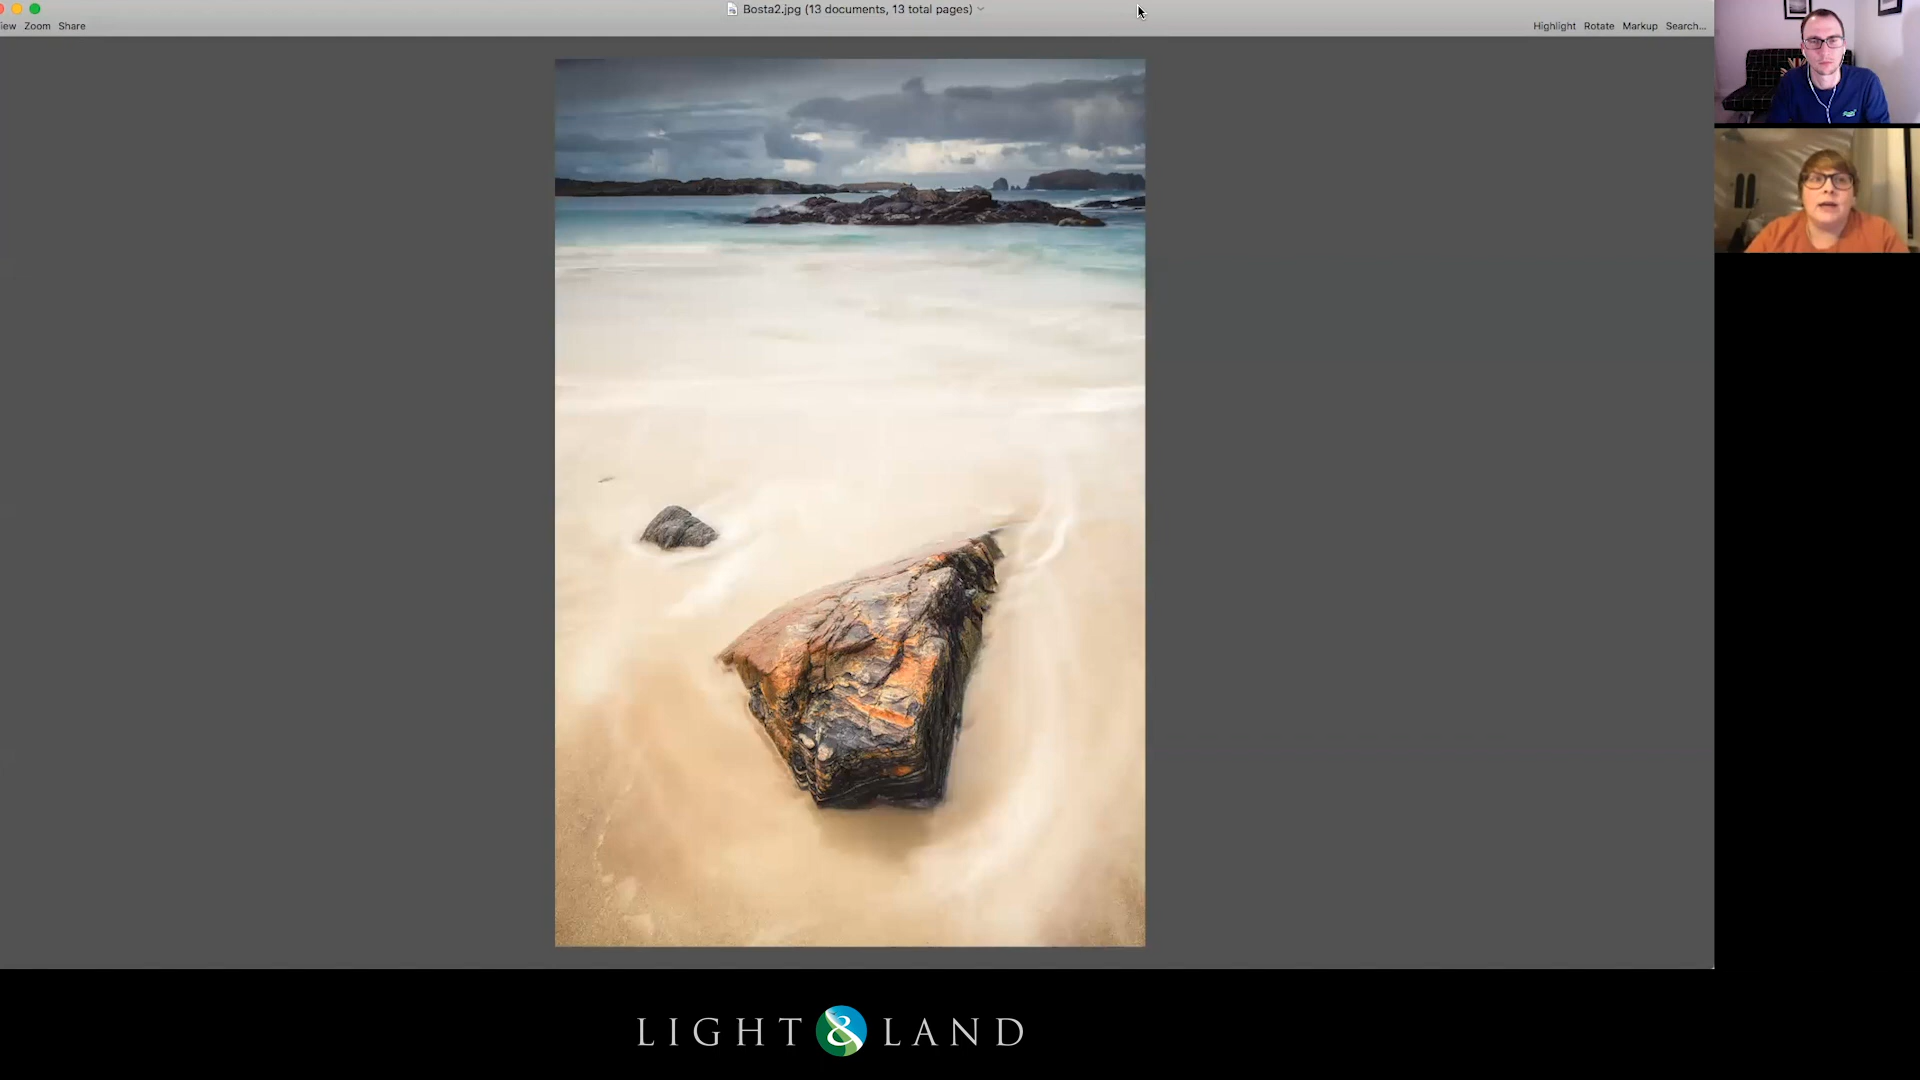 Bosta2.jpg (13 documents, 13 total pages)
iew Zoom Share
Highlight Rotate Markup Search...
LIGHT & LAND